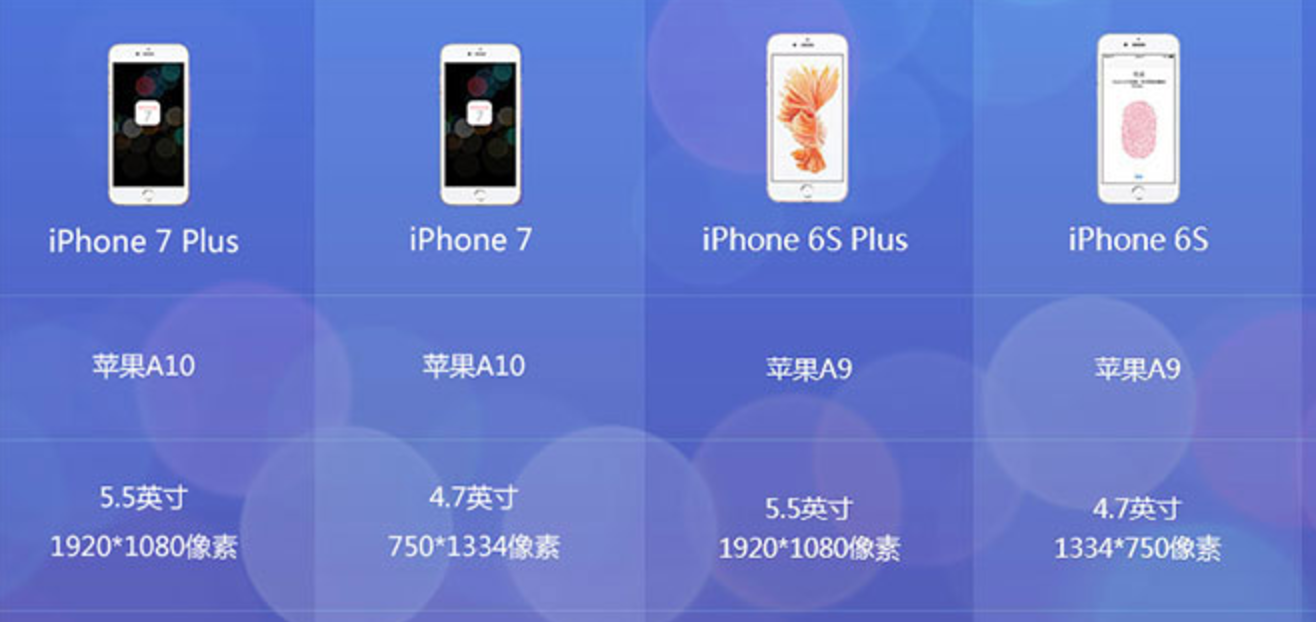 7
7
iPhone 7 Plus
iPhone 7
iPhone 6S Plus
iPhone 6S
苹果A10
苹果A10
苹果A9
苹果A9
5.5英寸
4.7英寸
5.5英寸
4.7英寸
1920*1080像素
750*1334像素
1920*1080像素
1334*750像素